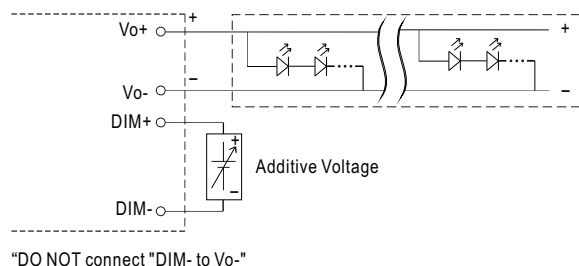 Vo+
+
+
Vo-
−
−
DIM+
+
Additive Voltage
−
DIM-
"DO NOT connect "DIM- to Vo-"